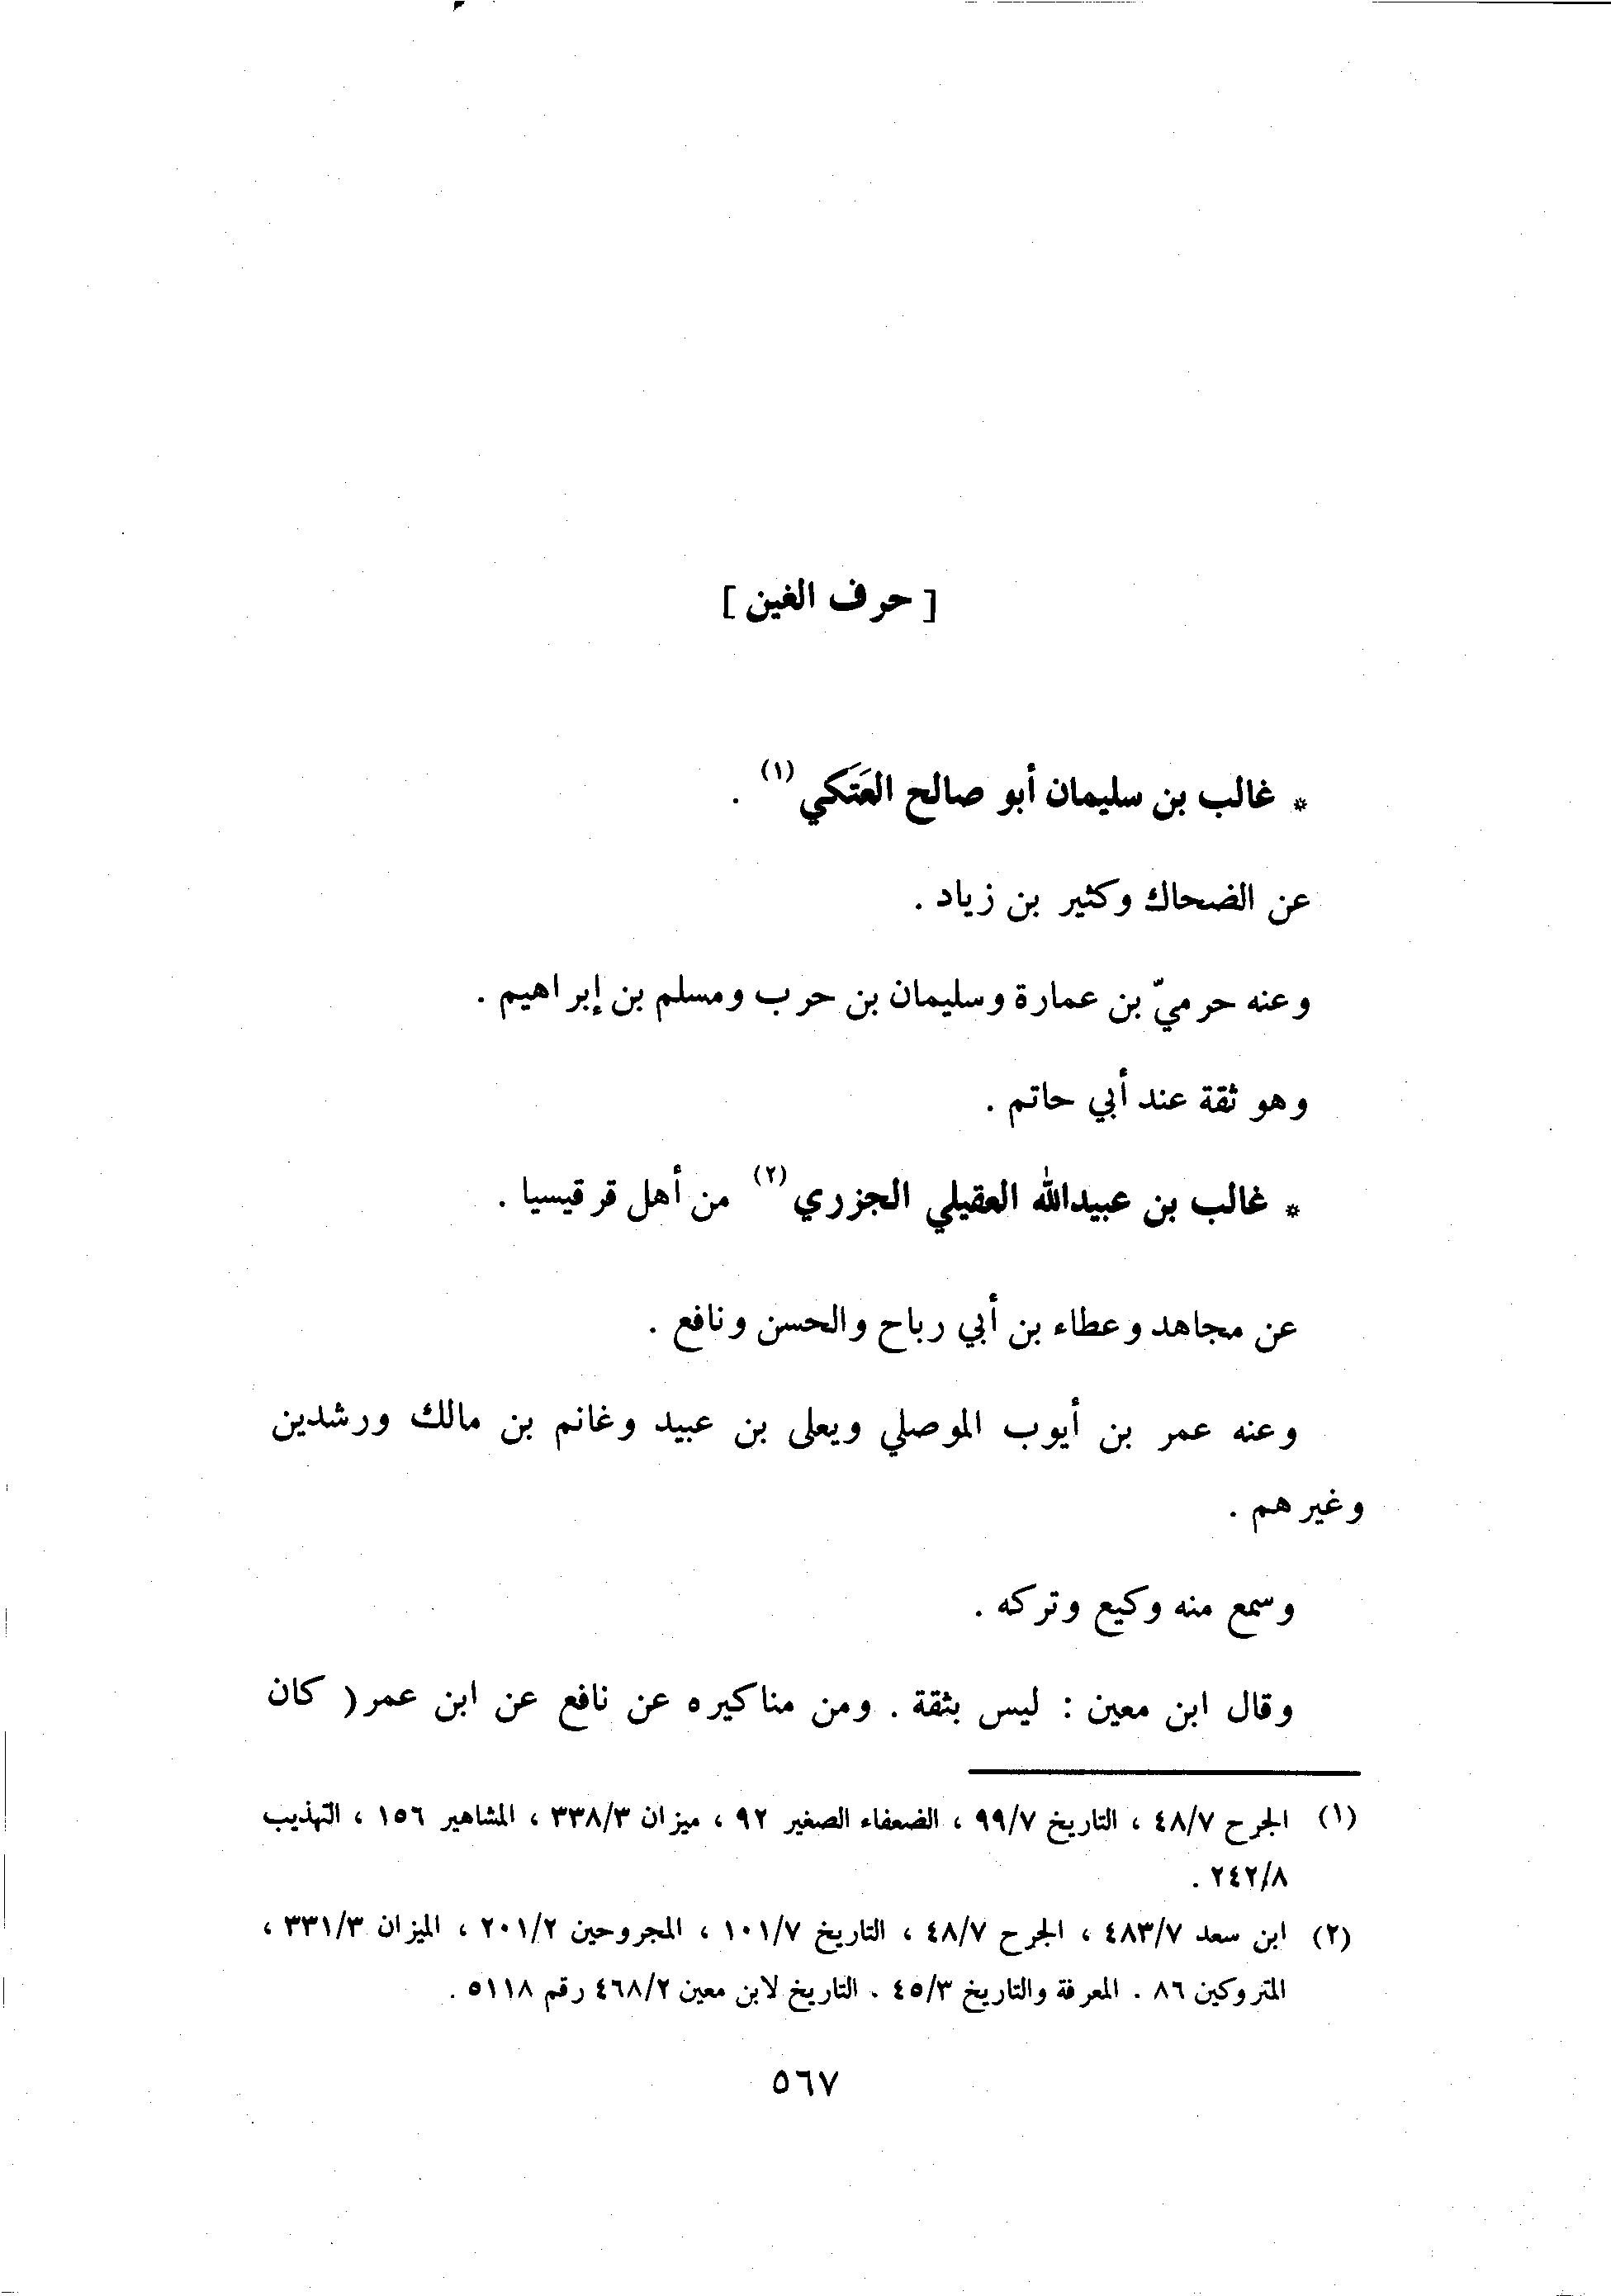 [ حرف الغين ]
* غالب بن سليمان أبو صالح العَتَكي (١) .
عن الضحاك وكثير بن زياد .
وعنه حرميّ بن عمارة وسليمان بن حرب ومسلم بن إبراهيم .
وهو ثقة عند أبي حاتم .
* غالب بن عبيدالله العقيلي الجزري (٢) من أهل قرقيسيا .
عن مجاهد وعطاء بن أبي رباح والحسن ونافع .
وعنه عمر بن أيوب الموصلي ويعلى بن عبيد وغانم بن مالك ورشدين
وغيرهم .
وسمع منه وكيع وتركه .
وقال ابن معين : ليس بثقة . ومن مناكيره عن نافع عن ابن عمر( كان
(١) الجرح ٤٨/٧ ، التاريخ ٩٩/٧ ، الضعفاء الصغير ٩٢ ، ميزان ٣٣٨/٣ ، المشاهير ١٥٦ ، التهذيب
٢٤٢/٨ .
(٢) ابن سعد ٤٨٣/٧ ، الجرح ٤٨/٧ ، التاريخ ١٠١/٧ ، المجروحين ٢٠١/٢ ، الميزان ٣٣١/٣ ،
المتروكين ٨٦ . المعرفة والتاريخ ٤٥/٣ . التاريخ لابن معين ٤٦٨/٢ رقم ٥١١٨ .
٥٦٧